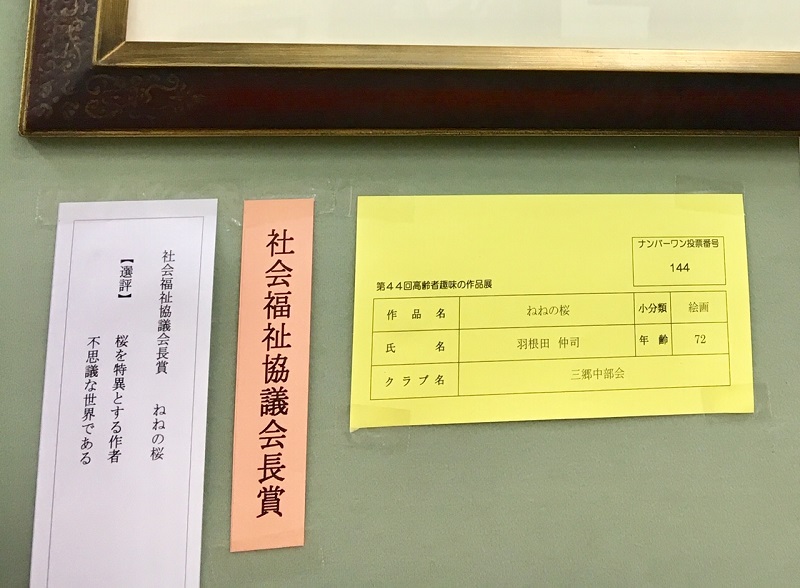 社会福祉協議会長賞　ねねの桜
【選評】　桜を特異とする作者
不思議な世界である
社会福祉協議会長賞
ナンバーワン投票番号
144
第44回高齢者趣味の作品展
作品名　ねねの桜　小分類　絵画
氏名　羽根田 仲司　年齢　72
クラブ名　三郷中部会